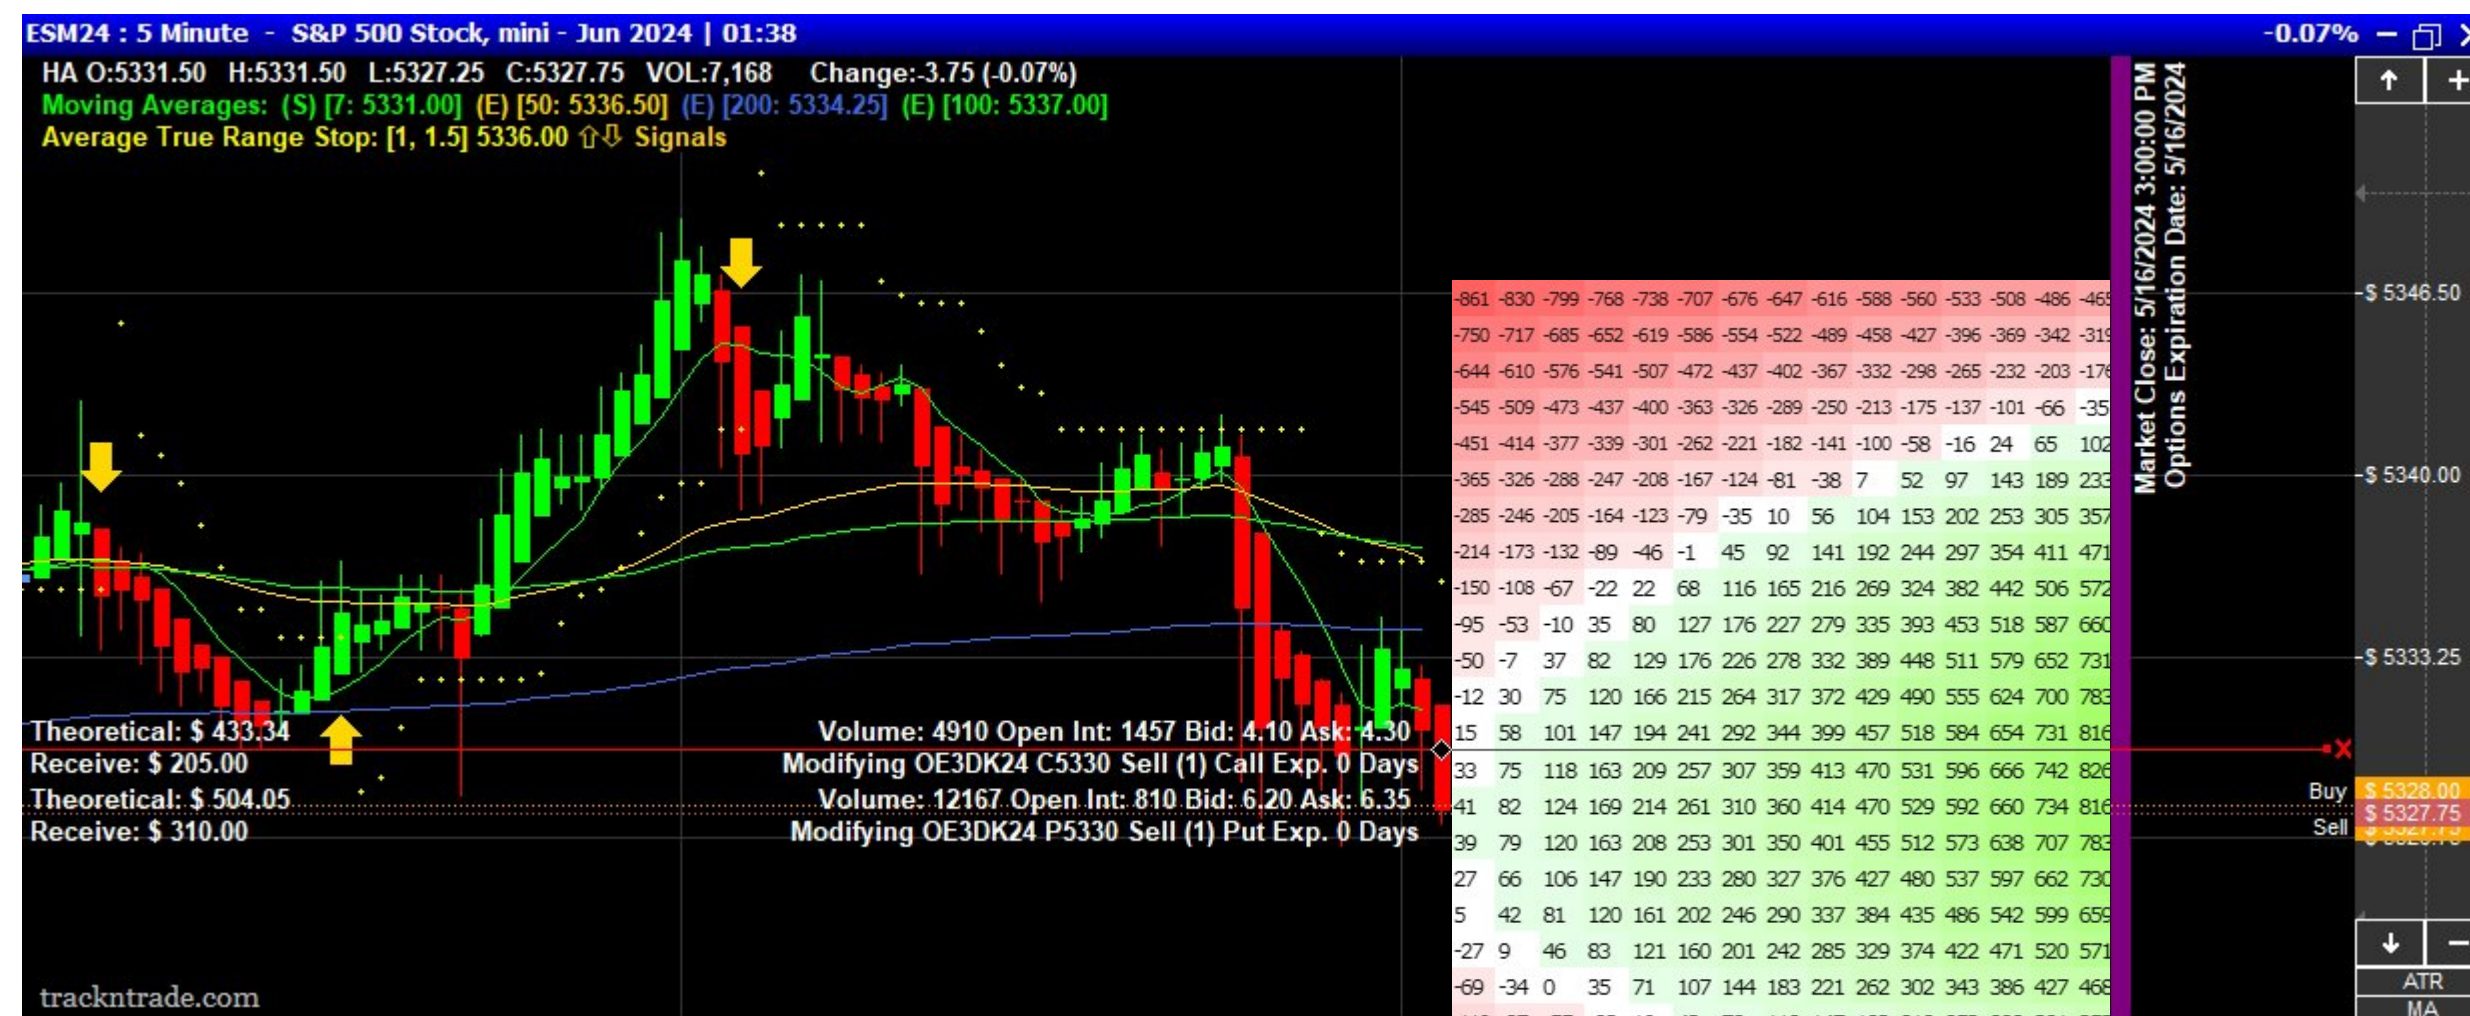 ESM24 : 5 Minute - S&P 500 Stock, mini - Jun 2024 | 01:38
-0.07%
HA O:5331.50 H:5331.50 L:5327.25 C:5327.75 VOL:7,168 Change:-3.75 (-0.07%)
Moving Averages: (S) [7: 5331.00] (E) [50: 5336.50] (E) [200: 5334.25] (E) [100: 5337.00]
Average True Range Stop: [1, 1.5] 5336.00 ⇧⇩ Signals
Market Close: 5/16/2024 3:00:00 PM
Options Expiration Date: 5/16/2024
-861 -830 -799 -768 -738 -707 -676 -647 -616 -588 -560 -533 -508 -486 -465
-750 -717 -685 -652 -619 -586 -554 -522 -489 -458 -427 -396 -369 -342 -319
-644 -610 -576 -541 -507 -472 -437 -402 -367 -332 -298 -265 -232 -203 -176
-545 -509 -473 -437 -400 -363 -326 -289 -250 -213 -175 -137 -101 -66 -35
-451 -414 -377 -339 -301 -262 -221 -182 -141 -100 -58 -16 24 65 102
-365 -326 -288 -247 -208 -167 -124 -81 -38 7 52 97 143 189 233
-285 -246 -205 -164 -123 -79 -35 10 56 104 153 202 253 305 357
-214 -173 -132 -89 -46 -1 45 92 141 192 244 297 354 411 471
-150 -108 -67 -22 22 68 116 165 216 269 324 382 442 506 572
-95 -53 -10 35 80 127 176 227 279 335 393 453 518 587 660
-50 -7 37 82 129 176 226 278 332 389 448 511 579 652 731
-12 30 75 120 166 215 264 317 372 429 490 555 624 700 783
15 58 101 147 194 241 292 344 399 457 518 584 654 731 816
33 75 118 163 209 257 307 359 413 470 531 596 666 742 826
41 82 124 169 214 261 310 360 414 470 529 592 660 734 816
39 79 120 163 208 253 301 350 401 455 512 573 638 707 783
27 66 106 147 190 233 280 327 376 427 480 537 597 662 730
5 42 81 120 161 202 246 290 337 384 435 486 542 599 659
-27 9 46 83 121 160 201 242 285 329 374 422 471 520 571
-69 -34 0 35 71 107 144 183 221 262 302 343 386 427 468
Theoretical: $ 433.34
Volume: 4910 Open Int: 1457 Bid: 4.10 Ask: 4.30
Receive: $ 205.00
Modifying OE3DK24 C5330 Sell (1) Call Exp. 0 Days
Theoretical: $ 504.05
Volume: 12167 Open Int: 810 Bid: 6.20 Ask: 6.35
Receive: $ 310.00
Modifying OE3DK24 P5330 Sell (1) Put Exp. 0 Days
$ 5346.50
$ 5340.00
$ 5333.25
X
Buy $ 5328.00
$ 5327.75
Sell
trackntrade.com
ATR
MA